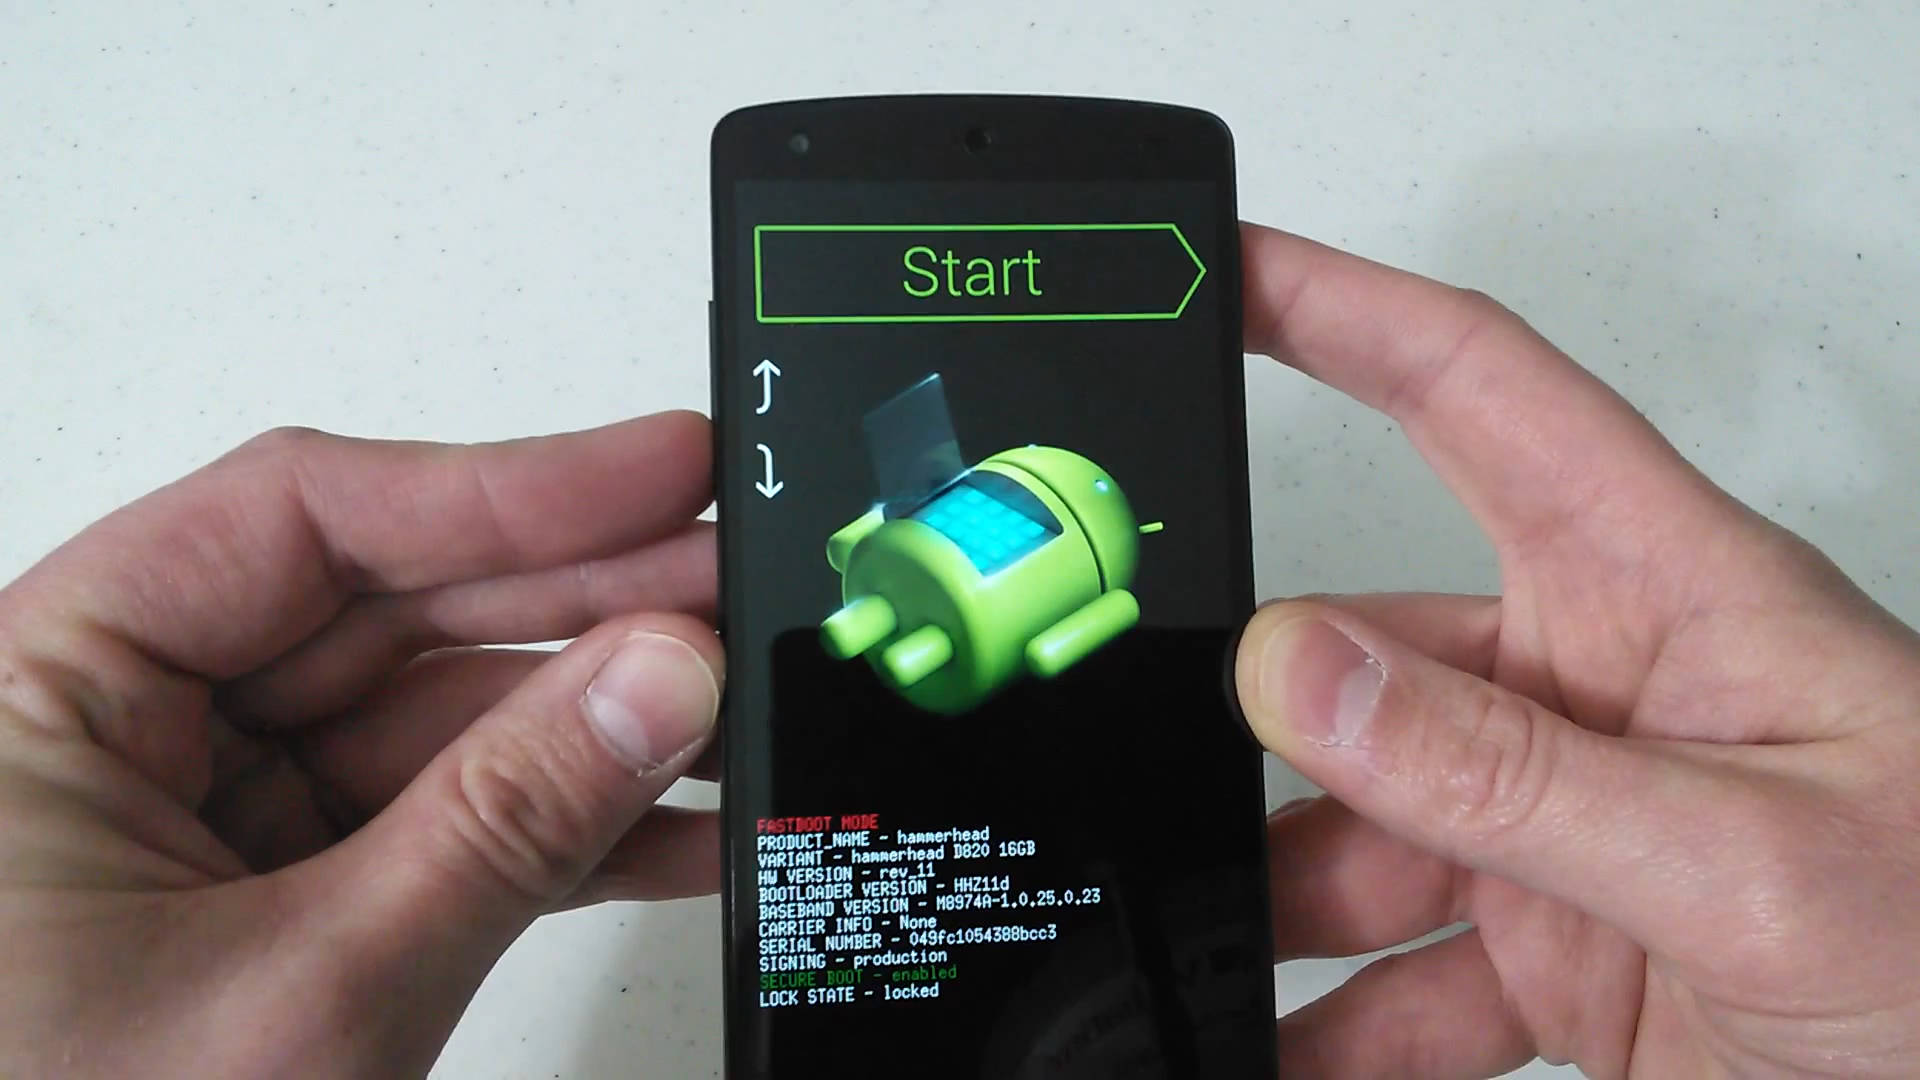 Start
FASTBOOT MODE
PRODUCT_NAME - hammerhead
VARIANT - hammerhead D820 16GB
HW VERSION - rev_11
BOOTLOADER VERSION - HHZ11d
BASEBAND VERSION - M8974A-1.0.25.0.23
CARRIER INFO - None
SERIAL NUMBER - 049fc1054388bcc3
SIGNING - production
SECURE BOOT - enabled
LOCK STATE - locked